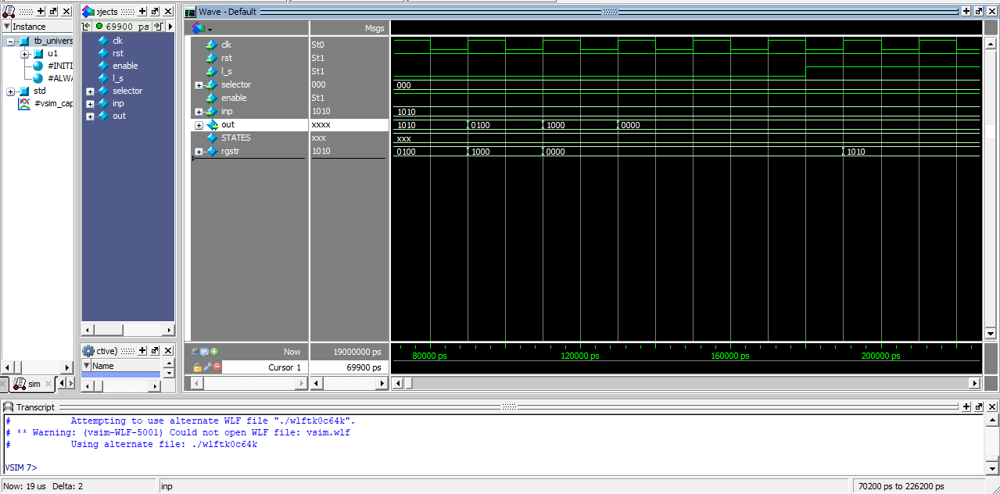 Instance
tb_univers
u1
#INITI
#ALWA
std
#vsim_cap
sim
bjects
69900 ps
clk
rst
enable
l_s
selector
inp
out
ctive)
Name
Wave - Default
Msgs
clk St0
rst St1
l_s St1
selector 000 000
enable St1
inp 1010 1010
out xxxx 1010 0100 1000 0000
STATES xxx xxx
rgstr 1010 0100 1000 0000 1010
Now 19000000 ps 80000 ps 120000 ps 160000 ps 200000 ps
Cursor 1 69900 ps
Transcript
# Attempting to use alternate WLF file "./wlftk0c64k".
# ** Warning: (vsim-WLF-5001) Could not open WLF file: vsim.wlf
# Using alternate file: ./wlftk0c64k
VSIM 7>
Now: 19 us Delta: 2 inp 70200 ps to 226200 ps